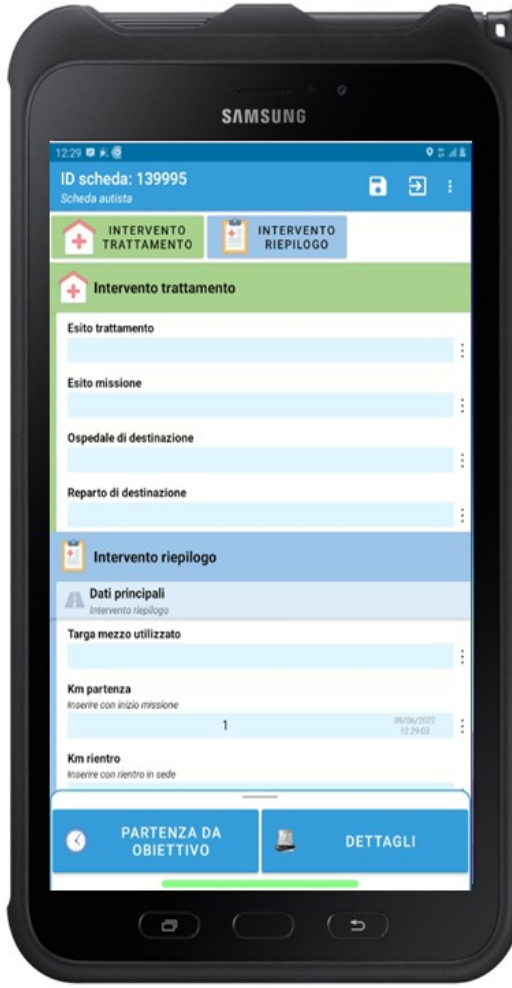 SAMSUNG
12:29
ID scheda: 139995
Scheda autista
INTERVENTO
TRATTAMENTO
INTERVENTO
RIEPILOGO
Intervento trattamento
Esito trattamento
Esito missione
Ospedale di destinazione
Reparto di destinazione
Intervento riepilogo
Dati principali
Intervento riepilogo
Targa mezzo utilizzato
Km partenza
Inserire con inizio missione
1
09/06/2022
12:29:03
Km rientro
Inserire con rientro in sede
PARTENZA DA
OBIETTIVO
DETTAGLI